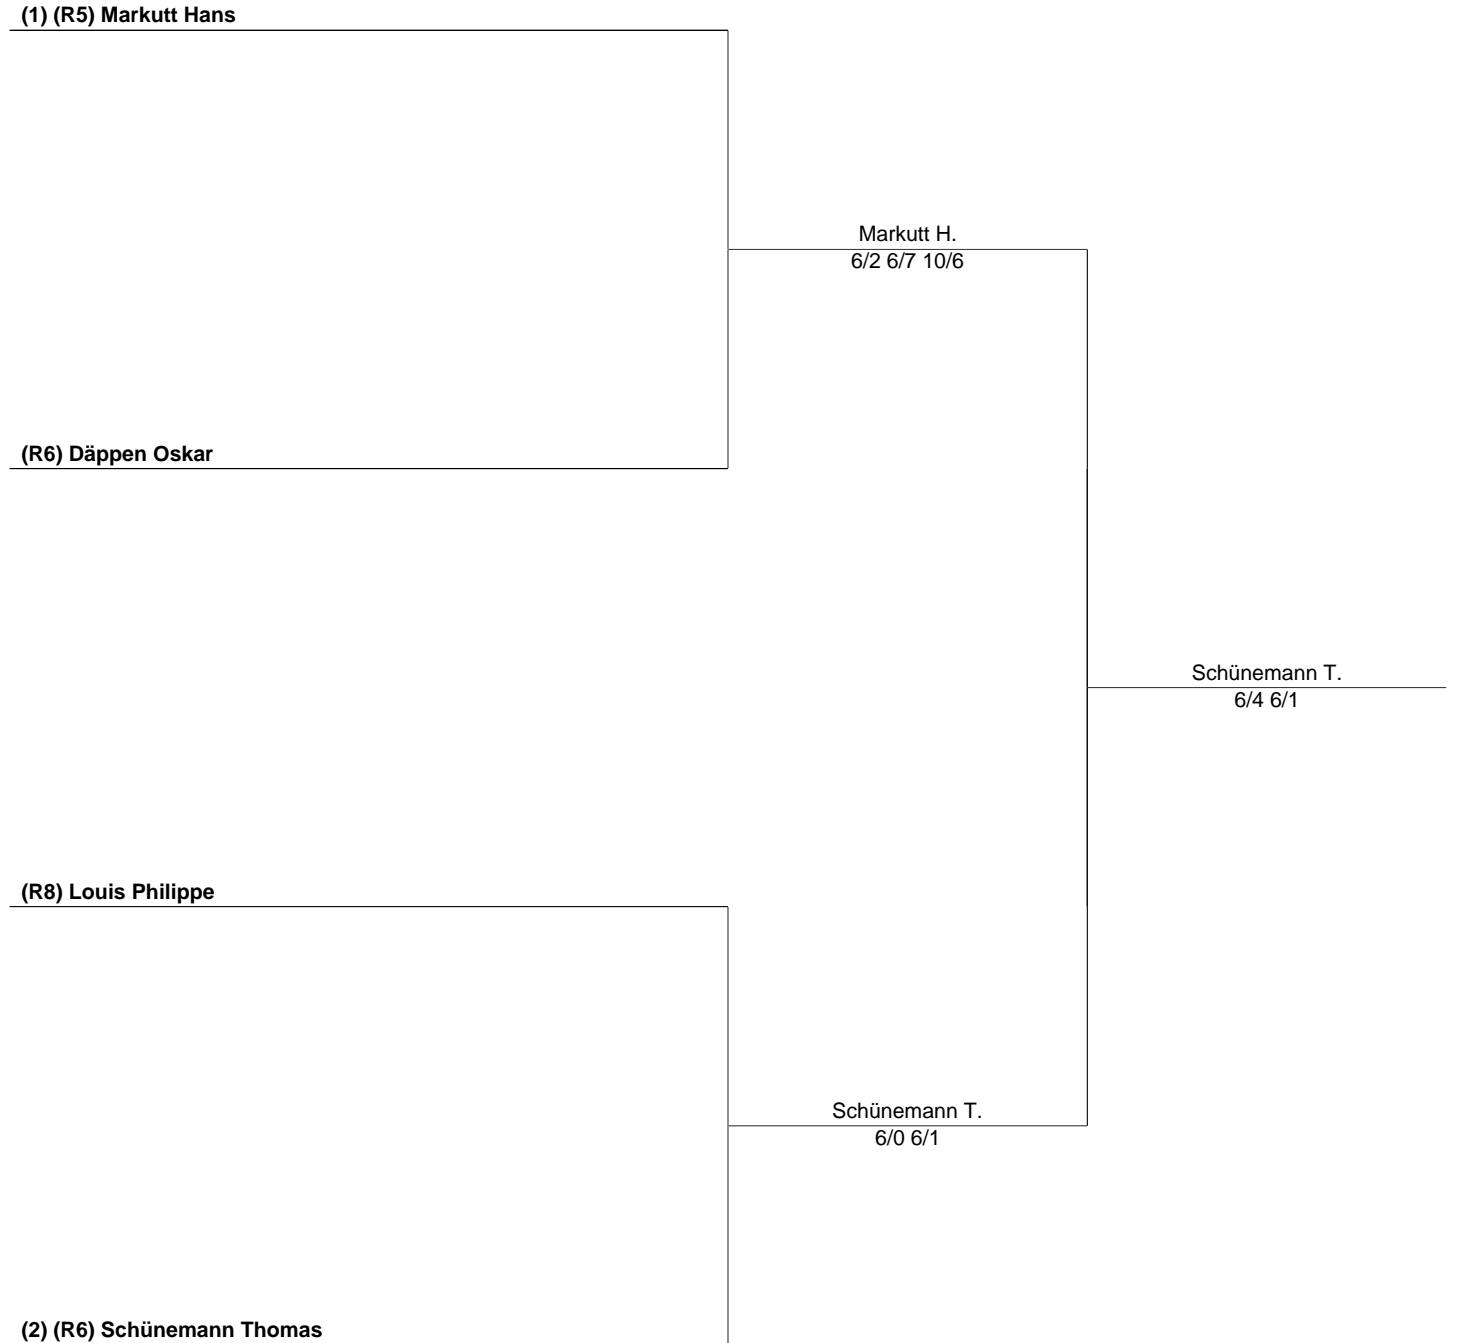 (1) (R5) Markutt Hans
Markutt H.
6/2 6/7 10/6
(R6) Däppen Oskar
Schünemann T.
6/4 6/1
(R8) Louis Philippe
Schünemann T.
6/0 6/1
(2) (R6) Schünemann Thomas